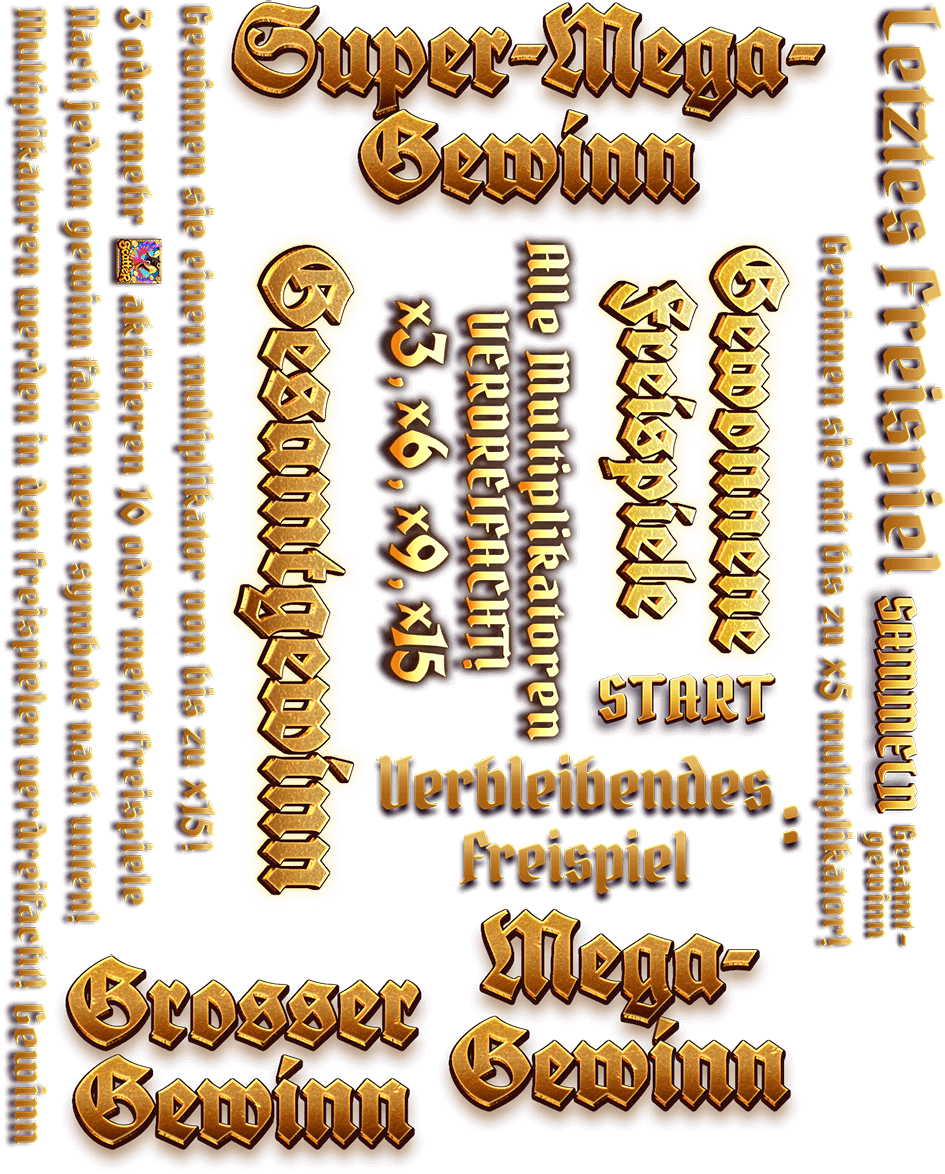 Super-Mega-
Gewinn
Letztes Freispiel
Gewinnen sie einen multiplikator von bis zu x15!
3 oder mehr Scatter aktivieren 10 oder mehr freispiele
Nach jedem gewinn fallen neue symbole nach unten!
Multiplikatoren werden in den freispielen verdreifacht!
Gewinn
Gewonnene
Freispiele
Alle Multiplikatoren
VERDREIFACHT!
x3, x6, x9, x15
Gesamtgewinn
Gewinnen sie mit bis zu x5 multiplikator!
SAMMELN
START
Verbleibendes
Freispiel
:
Gesamt-
gewinn
Mega-
Gewinn
Grosser
Gewinn